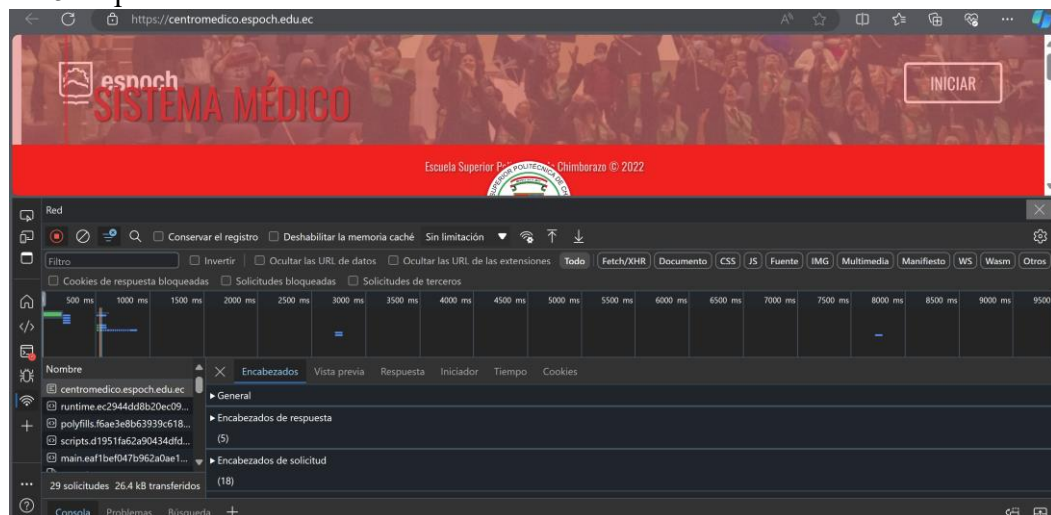 https://centromedico.espoch.edu.ec
espoch
SISTEMA MÉDICO
INICIAR
Escuela Superior Chimborazo © 2022
Red
Conservar el registro Deshabilitar la memoria caché Sin limitación
Filtro Invertir Ocultar las URL de datos Ocultar las URL de las extensiones Todo Fetch/XHR Documento CSS JS Fuente IMG Multimedia Manifiesto WS Wasm Otros
Cookies de respuesta bloqueadas Solicitudes bloqueadas Solicitudes de terceros
500 ms 1000 ms 1500 ms 2000 ms 2500 ms 3000 ms 3500 ms 4000 ms 4500 ms 5000 ms 5500 ms 6000 ms 6500 ms 7000 ms 7500 ms 8000 ms 8500 ms 9000 ms 9500
Nombre Encabezados Vista previa Respuesta Iniciador Tiempo Cookies
centromedico.espoch.edu.ec
runtime.ec2944dd8b20ec09...
polyfills.f6ae3e8b63939c618...
scripts.d1951fa62a90434dfd...
main.eaf1bef047b962a0ae1...
General
Encabezados de respuesta
(5)
Encabezados de solicitud
(18)
29 solicitudes 26.4 kB transferidos
Consola Problemas Búsqueda